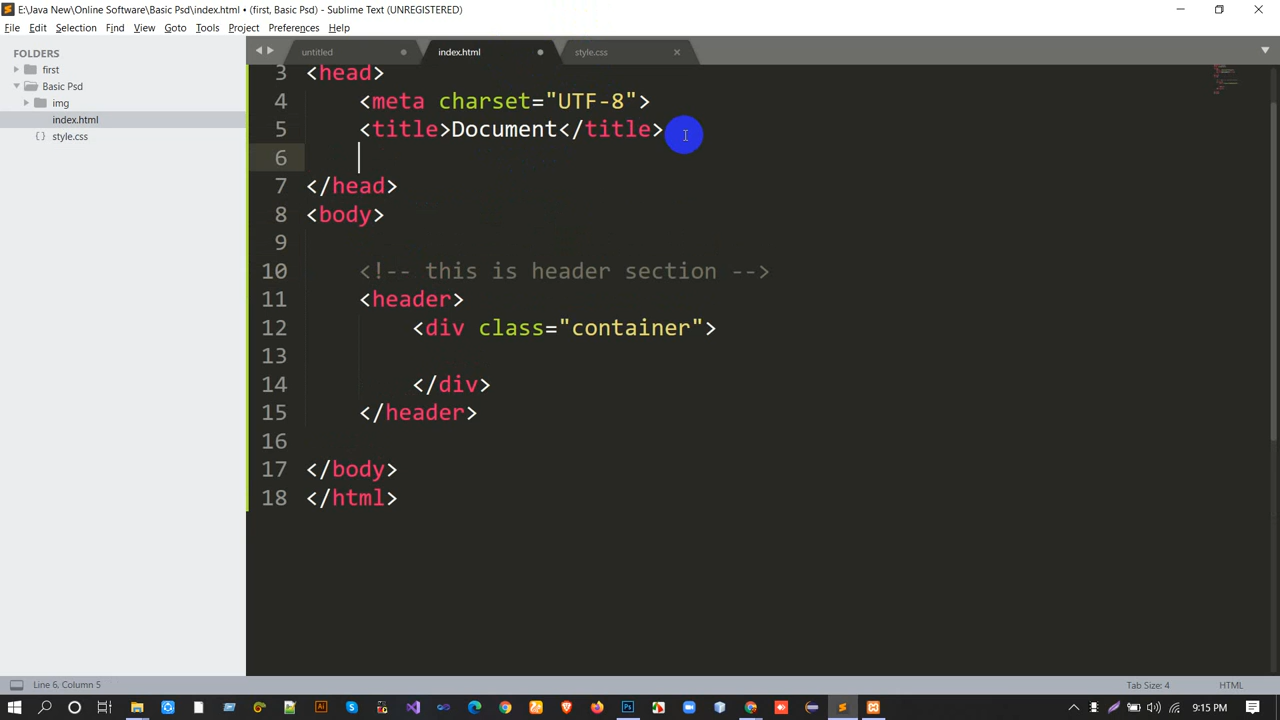 E:\Java New\Online Software\Basic Psd\index.html • (first, Basic Psd) - Sublime Text (UNREGISTERED)
File Edit Selection Find View Goto Tools Project Preferences Help
FOLDERS
first
Basic Psd
img
index.html
style.css
untitled
index.html
style.css
3 <head>
4 <meta charset="UTF-8">
5 <title>Document</title>
6
7 </head>
8 <body>
9
10 <!-- this is header section -->
11 <header>
12 <div class="container">
13
14 </div>
15 </header>
16
17 </body>
18 </html>
Line 6, Column 5
Tab Size: 4
HTML
9:15 PM